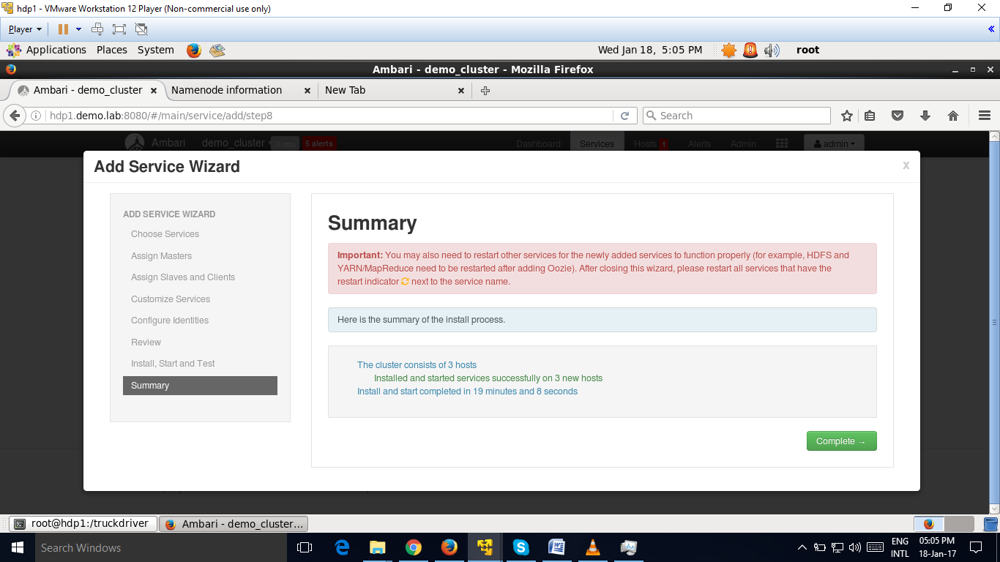 hdp1 - VMware Workstation 12 Player (Non-commercial use only)
Player
Applications Places System
Wed Jan 18, 5:05 PM
root
Ambari - demo_cluster - Mozilla Firefox
Ambari - demo_cluster
Namenode information
New Tab
hdp1.demo.lab:8080/#/main/service/add/step8
Search
Ambari demo_cluster 0 ops 5 alerts
Dashboard Services Hosts 1 Alerts Admin admin
Add Service Wizard
x
ADD SERVICE WIZARD
Choose Services
Assign Masters
Assign Slaves and Clients
Customize Services
Configure Identities
Review
Install, Start and Test
Summary
Summary
Important: You may also need to restart other services for the newly added services to function properly (for example, HDFS and
YARN/MapReduce need to be restarted after adding Oozie). After closing this wizard, please restart all services that have the
restart indicator next to the service name.
Here is the summary of the install process.
The cluster consists of 3 hosts
Installed and started services successfully on 3 new hosts
Install and start completed in 19 minutes and 8 seconds
Complete →
root@hdp1:/truckdriver
Ambari - demo_cluster...
Search Windows
ENG
INTL
05:05 PM
18-Jan-17